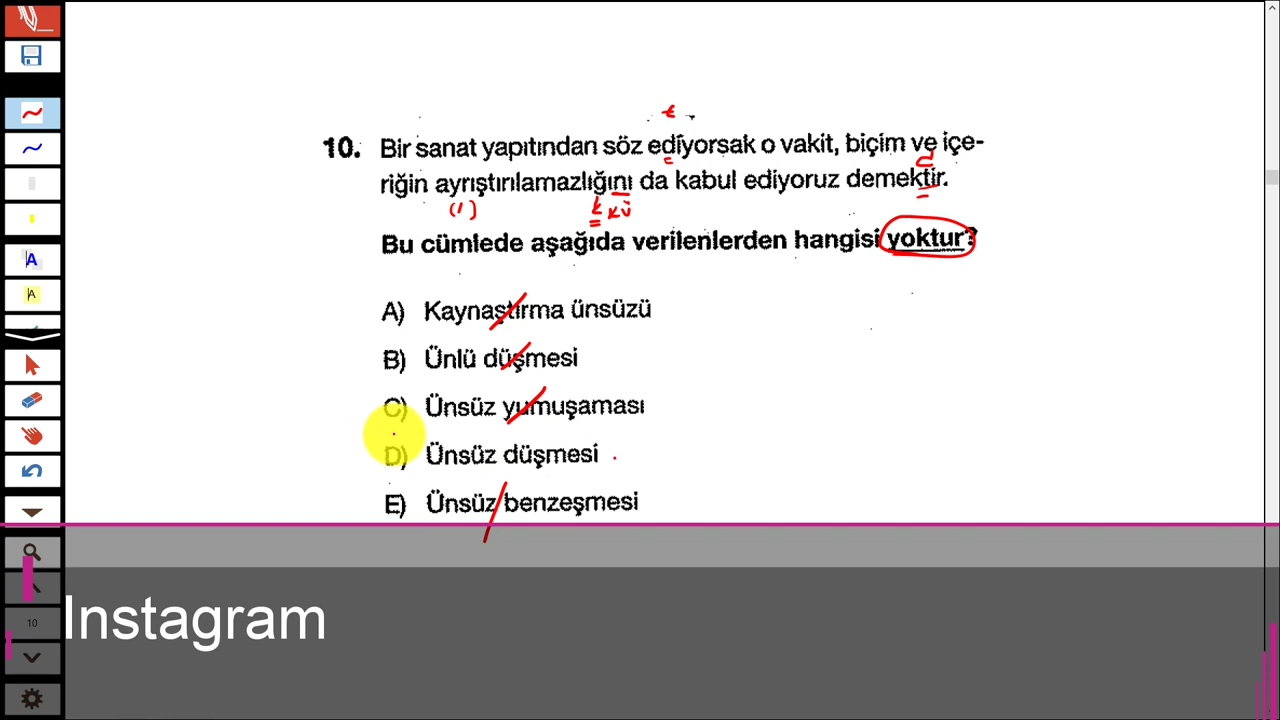 10. Bir sanat yapıtından söz ediyorsak o vakit, biçim ve içe-
riğin ayrıştırılamazlığını da kabul ediyoruz demektir.
Bu cümlede aşağıda verilenlerden hangisi yoktur?
A) Kaynaştırma ünsüzü
B) Ünlü düşmesi
C) Ünsüz yumuşaması
D) Ünsüz düşmesi
E) Ünsüz benzeşmesi
A
A
10
Instagram